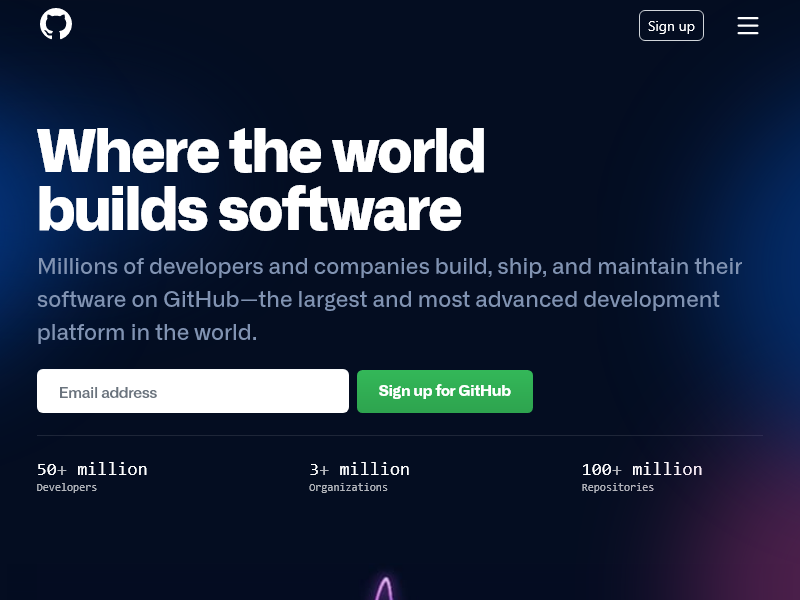 Sign up
Where the world
builds software
Millions of developers and companies build, ship, and maintain their
software on GitHub—the largest and most advanced development
platform in the world.
Email address
Sign up for GitHub
50+ million
Developers
3+ million
Organizations
100+ million
Repositories